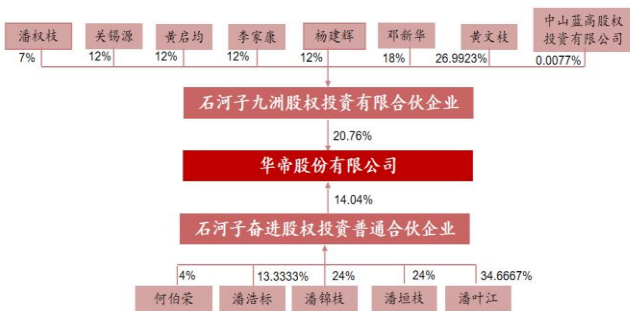 潘权枝
关锡源
黄启均
李家康
杨建辉
邓新华
黄文枝
中山蓝高股权
投资有限公司
7%
12%
12%
12%
12%
18%
26.9923%
0.0077%
石河子九洲股权投资有限合伙企业
20.76%
华帝股份有限公司
14.04%
石河子奋进股权投资普通合伙企业
4%
13.3333%
24%
24%
34.6667%
何伯荣
潘浩标
潘锦枝
潘垣枝
潘叶江